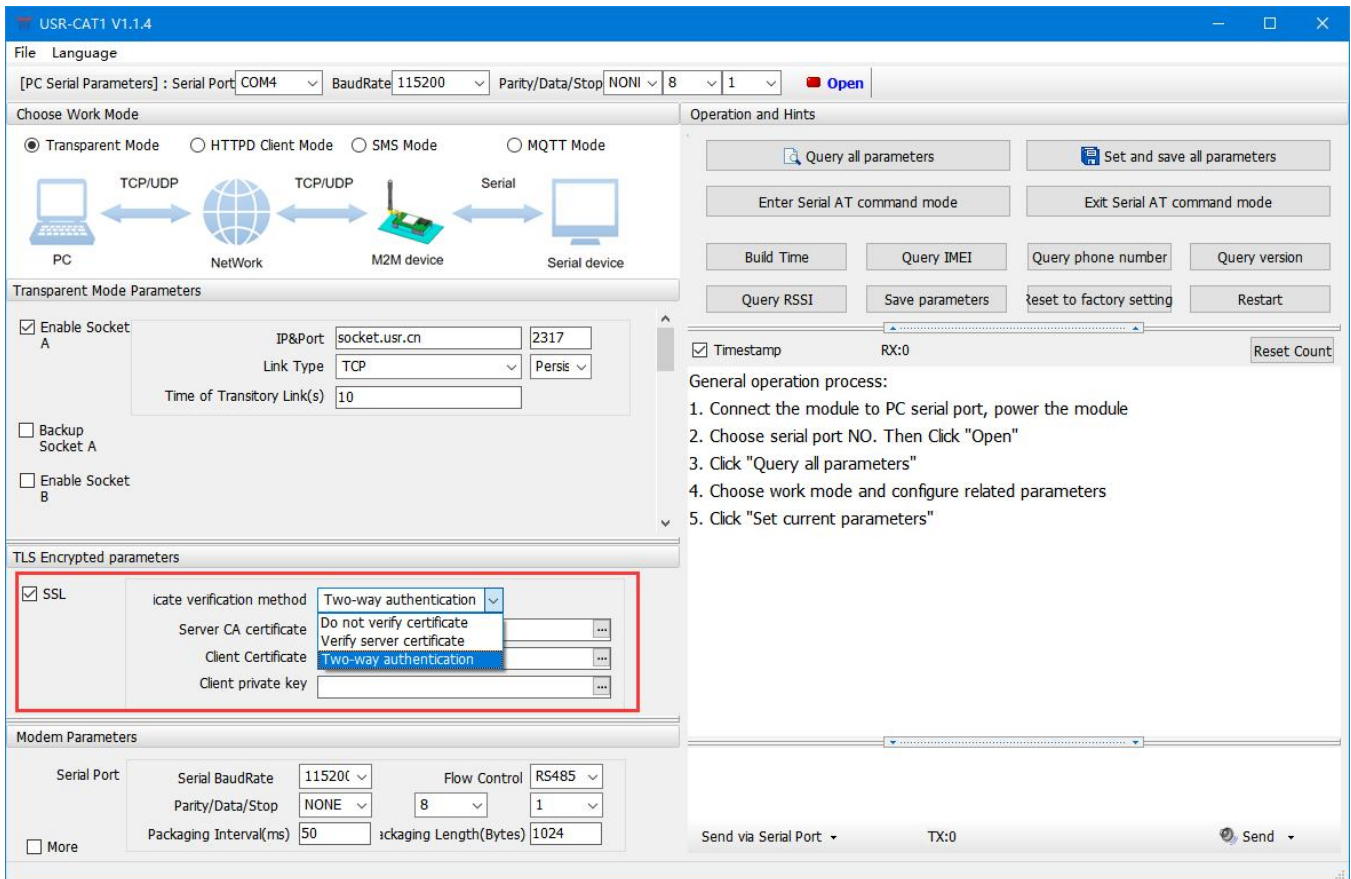 USR-CAT1 V1.1.4
File Language
[PC Serial Parameters] : Serial Port COM4 BaudRate 115200 Parity/Data/Stop NONI 8 1 Open
Choose Work Mode
Transparent Mode HTTPD Client Mode SMS Mode MQTT Mode
TCP/UDP TCP/UDP Serial
PC NetWork M2M device Serial device
Transparent Mode Parameters
Enable Socket A
IP&Port socket.usr.cn 2317
Link Type TCP Persis
Time of Transitory Link(s) 10
Backup Socket A
Enable Socket B
TLS Encrypted parameters
SSL
icate verification method Two-way authentication
Do not verify certificate
Server CA certificate ...
Verify server certificate
Client Certificate Two-way authentication ...
Client private key ...
Modem Parameters
Serial Port Serial BaudRate 11520( Flow Control RS485
Parity/Data/Stop NONE 8 1
Packaging Interval(ms) 50 ackaging Length(Bytes) 1024
More
Operation and Hints
Query all parameters Set and save all parameters
Enter Serial AT command mode Exit Serial AT command mode
Build Time Query IMEI Query phone number Query version
Query RSSI Save parameters Reset to factory setting Restart
Timestamp RX:0 Reset Count
General operation process:
1. Connect the module to PC serial port, power the module
2. Choose serial port NO. Then Click "Open"
3. Click "Query all parameters"
4. Choose work mode and configure related parameters
5. Click "Set current parameters"
Send via Serial Port TX:0 Send